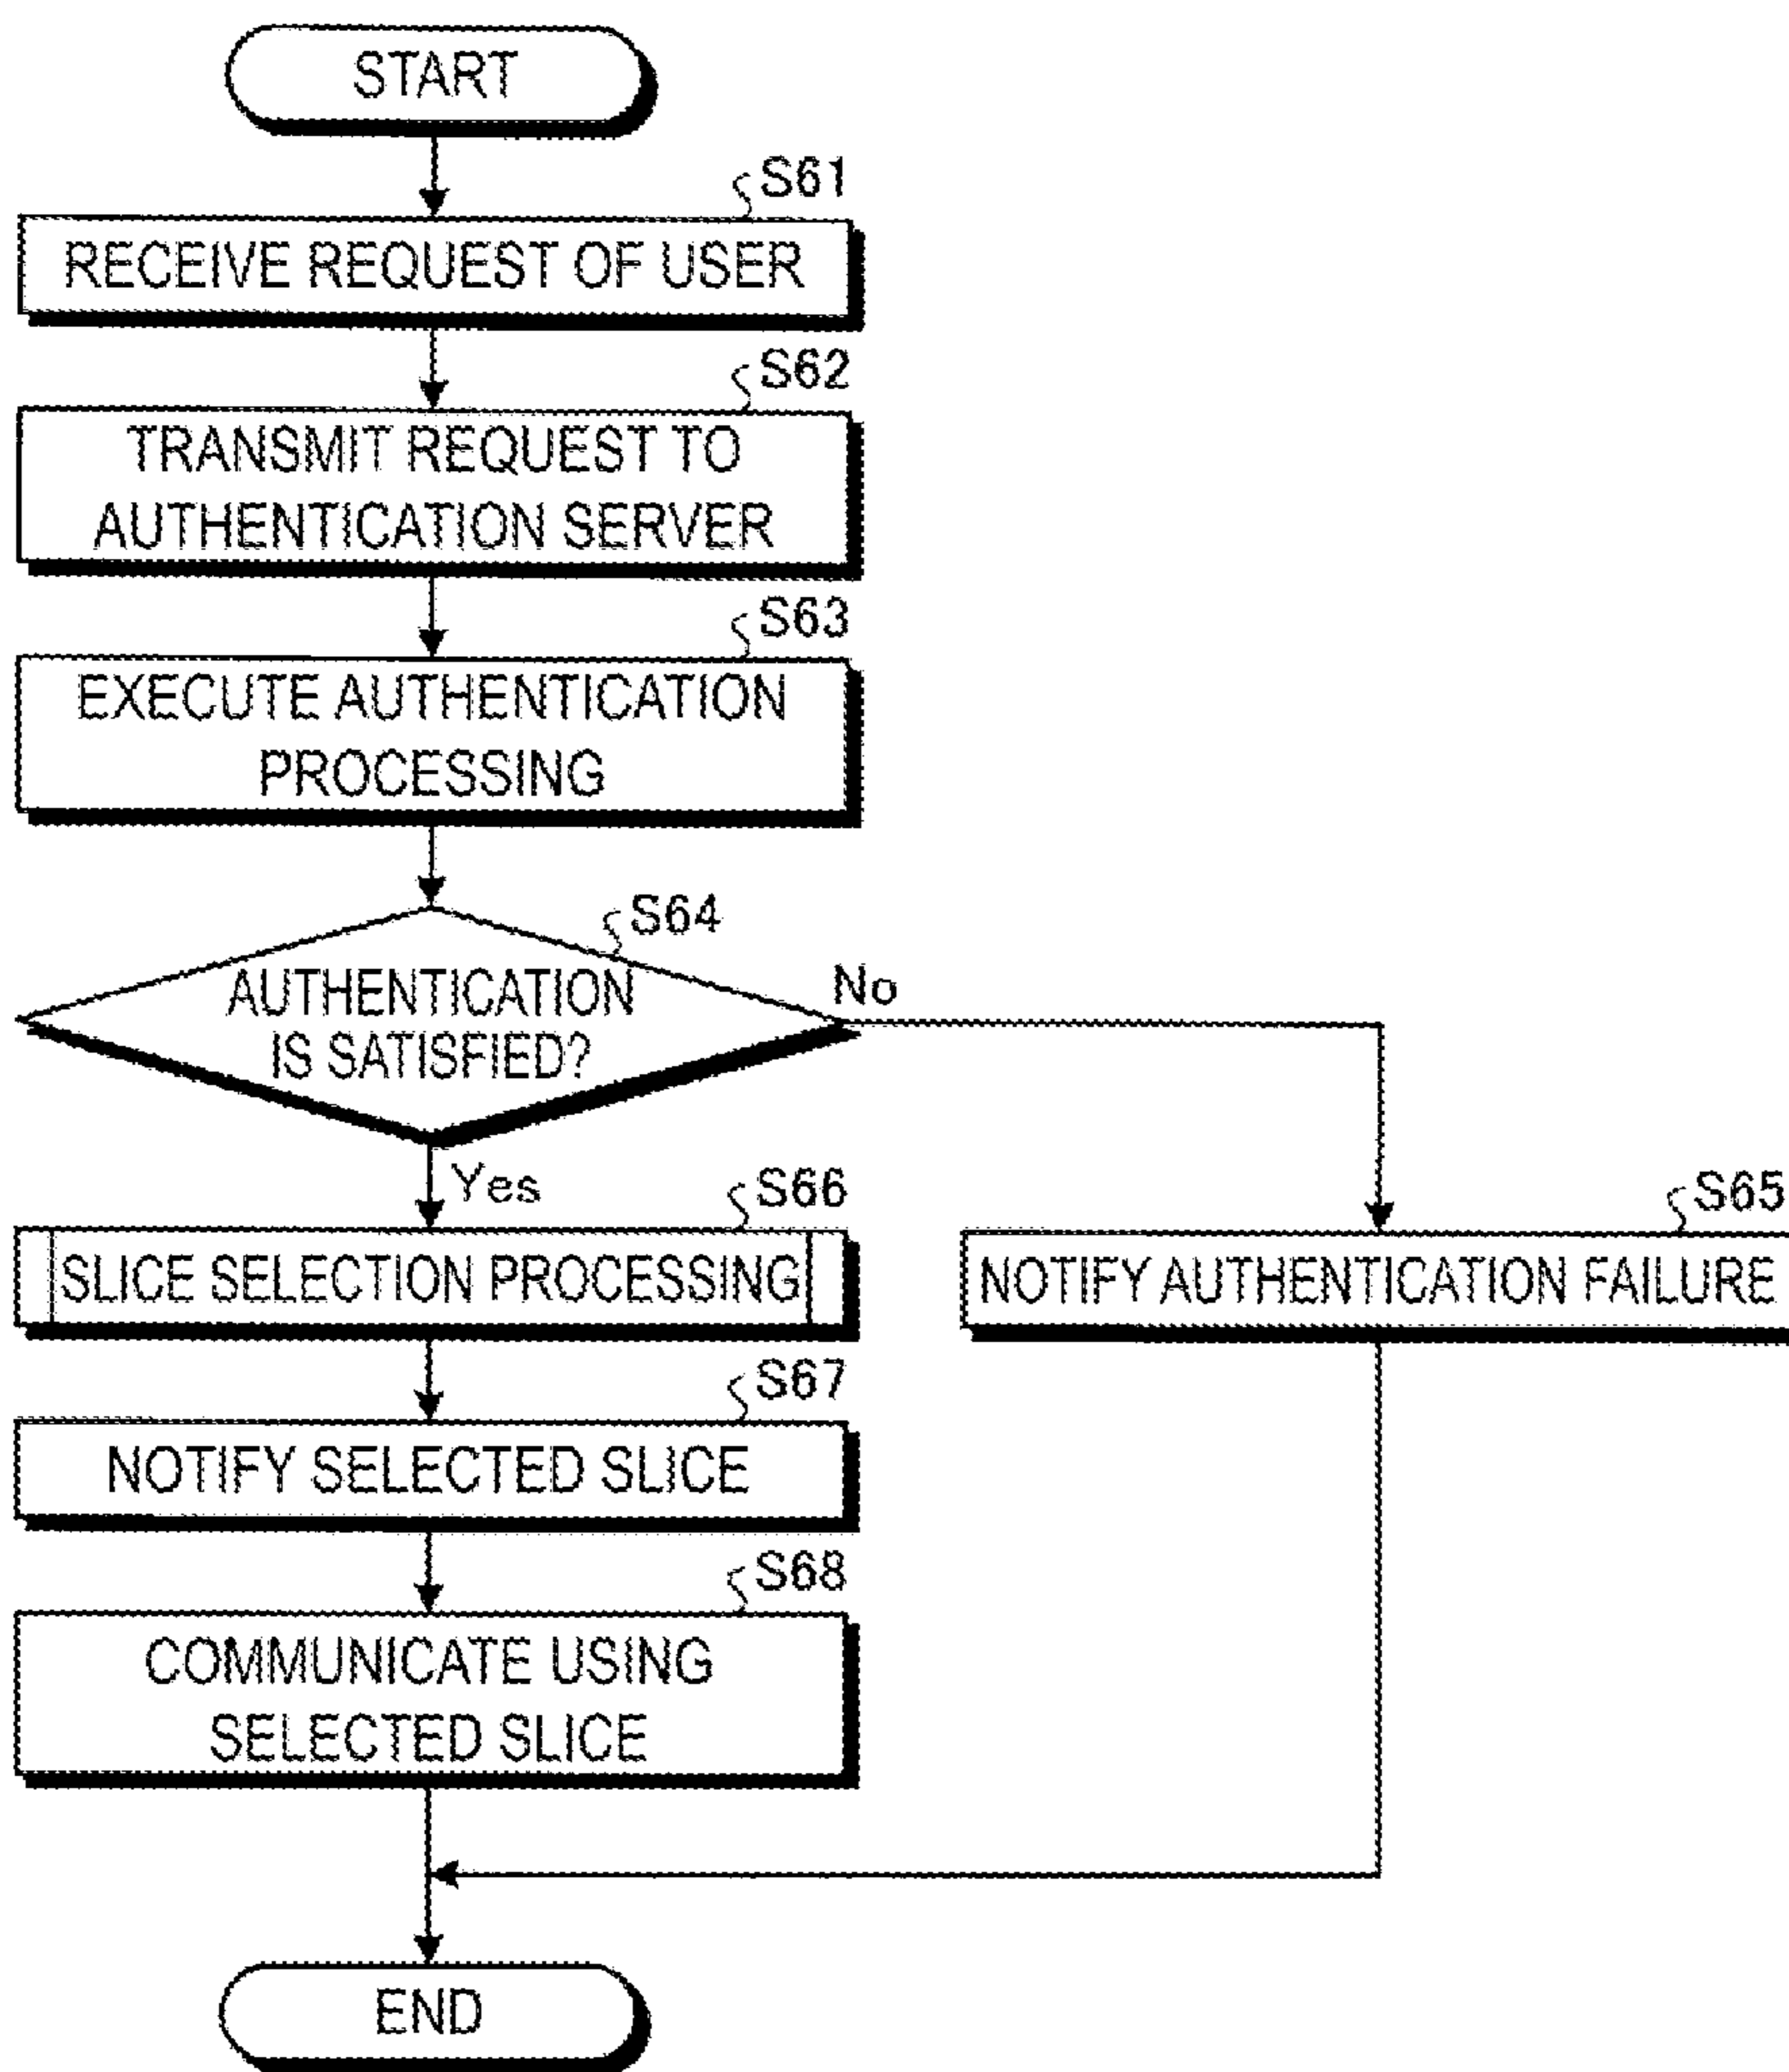 START
S61
RECEIVE REQUEST OF USER
S62
TRANSMIT REQUEST TO
AUTHENTICATION SERVER
S63
EXECUTE AUTHENTICATION
PROCESSING
S64
AUTHENTICATION
IS SATISFIED?
No
Yes
S66
SLICE SELECTION PROCESSING
S65
NOTIFY AUTHENTICATION FAILURE
S67
NOTIFY SELECTED SLICE
S68
COMMUNICATE USING
SELECTED SLICE
END